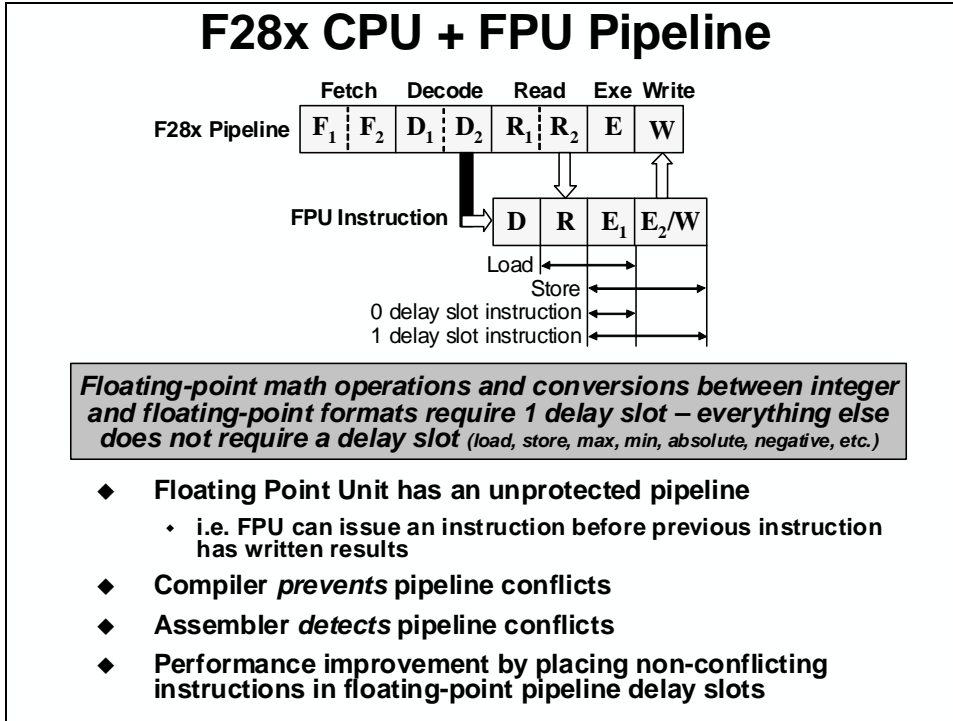 F28x CPU + FPU Pipeline
Fetch Decode Read Exe Write
F28x Pipeline F₁ F₂ D₁ D₂ R₁ R₂ E W
FPU Instruction D R E₁ E₂/W
Load
Store
0 delay slot instruction
1 delay slot instruction
Floating-point math operations and conversions between integer
and floating-point formats require 1 delay slot – everything else
does not require a delay slot (load, store, max, min, absolute, negative, etc.)
◆ Floating Point Unit has an unprotected pipeline
◆ i.e. FPU can issue an instruction before previous instruction
has written results
◆ Compiler prevents pipeline conflicts
◆ Assembler detects pipeline conflicts
◆ Performance improvement by placing non-conflicting
instructions in floating-point pipeline delay slots